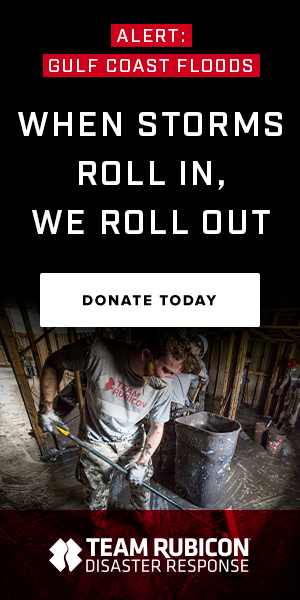 ALERT:
GULF COAST FLOODS
WHEN STORMS
ROLL IN,
WE ROLL OUT
DONATE TODAY
TEAM
RUBICON
TEAM RUBICON
DISASTER RESPONSE